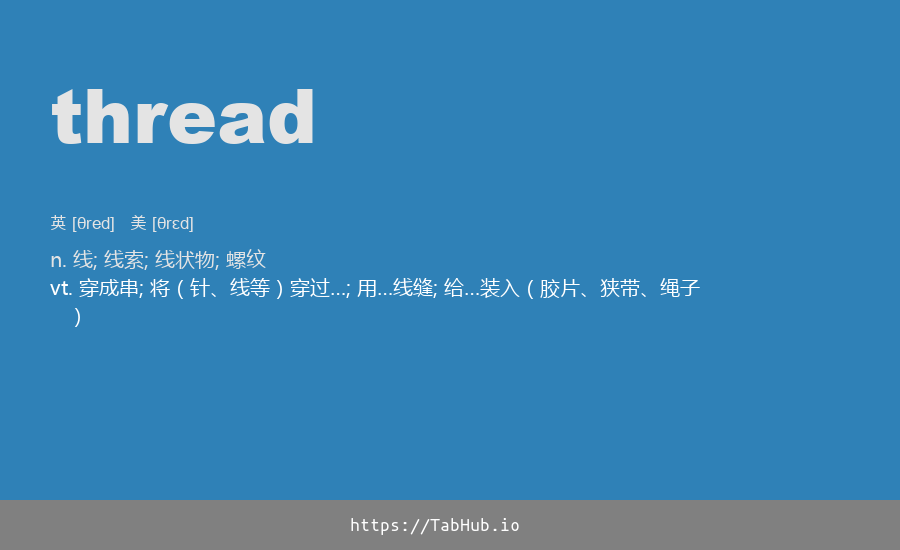 thread
英 [θred] 美 [θrɛd]
n. 线; 线索; 线状物; 螺纹
vt. 穿成串; 将（针、线等）穿过…; 用…线缝; 给…装入（胶片、狭带、绳子
）
https://TabHub.io